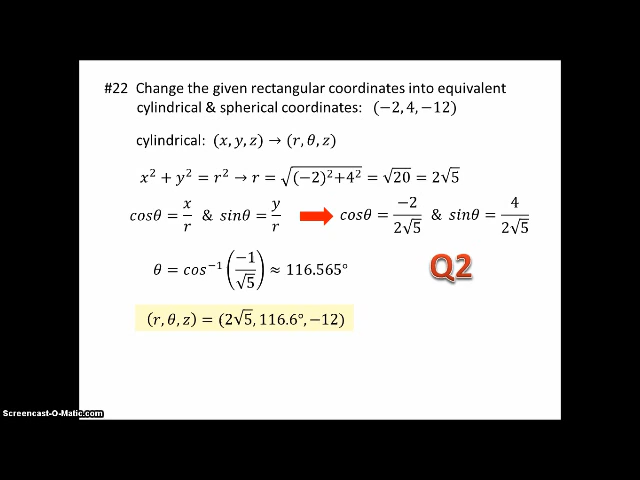 #22 Change the given rectangular coordinates into equivalent
cylindrical & spherical coordinates: (−2, 4, −12)
cylindrical: (x, y, z) → (r, θ, z)
x² + y² = r² → r = √((−2)²+4²) = √20 = 2√5
cosθ = x/r & sinθ = y/r cosθ = −2/2√5 & sinθ = 4/2√5
θ = cos⁻¹(−1/√5) ≈ 116.565°
Q2
(r, θ, z) = (2√5, 116.6°, −12)
Screencast-O-Matic.com